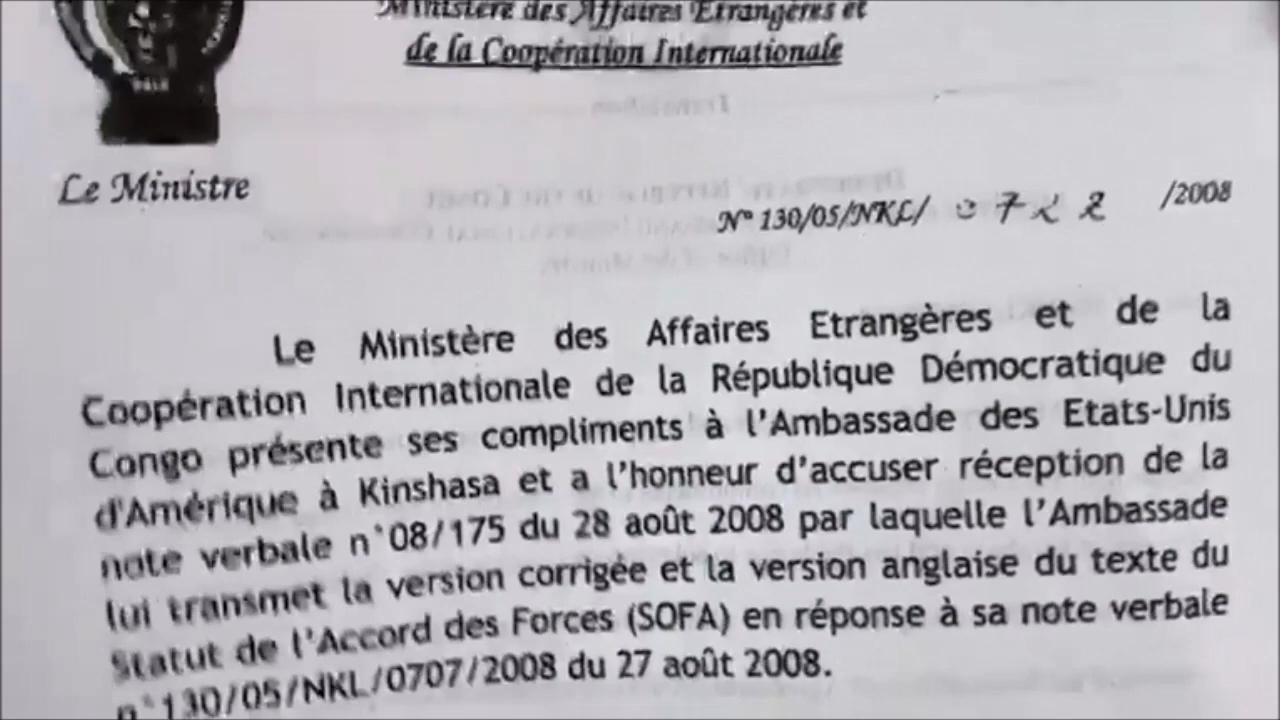 Ministère des Affaires Etrangères et
de la Coopération Internationale
Le Ministre
N° 130/05/NKL/ /2008
Le Ministère des Affaires Etrangères et de la
Coopération Internationale de la République Démocratique du
Congo présente ses compliments à l'Ambassade des Etats-Unis
d'Amérique à Kinshasa et a l'honneur d'accuser réception de la
note verbale n°08/175 du 28 août 2008 par laquelle l'Ambassade
lui transmet la version corrigée et la version anglaise du texte du
Statut de l'Accord des Forces (SOFA) en réponse à sa note verbale
n°130/05/NKL/0707/2008 du 27 août 2008.